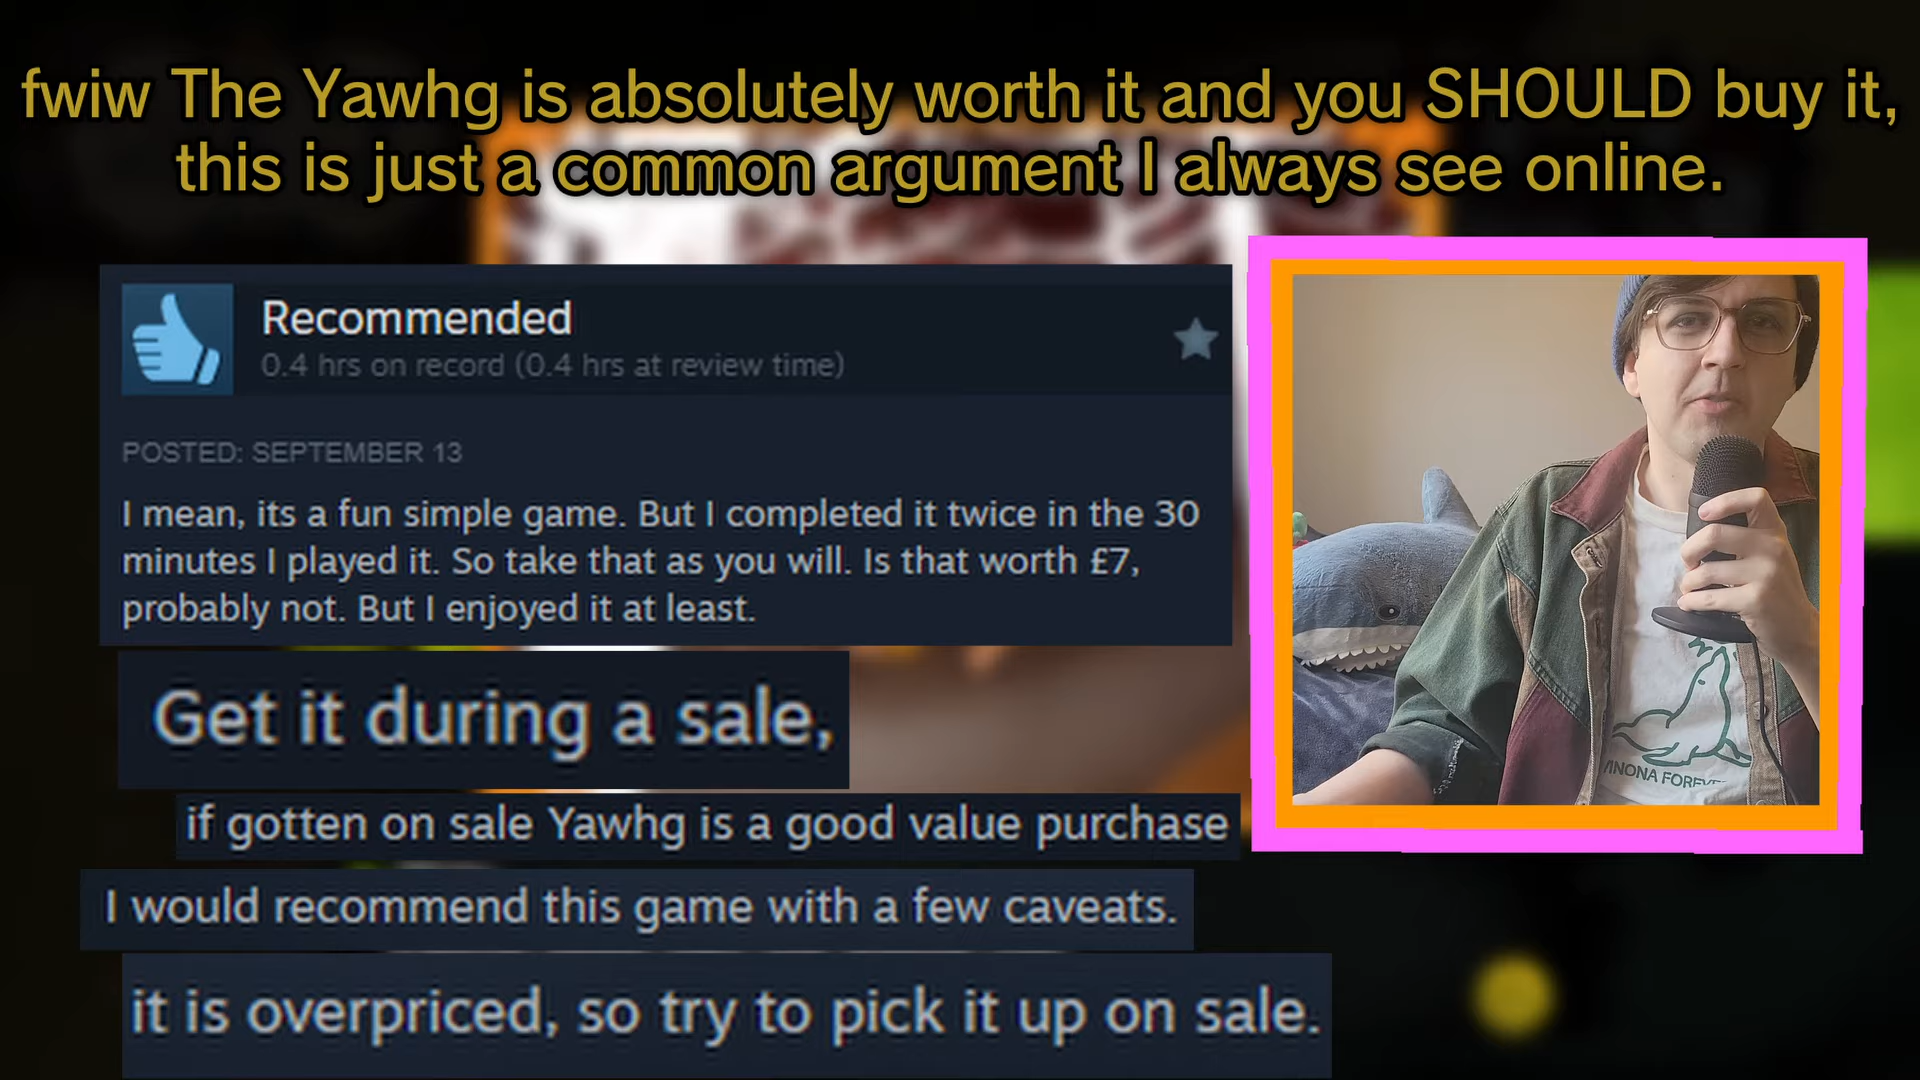 fwiw The Yawhg is absolutely worth it and you SHOULD buy it,
this is just a common argument I always see online.
Recommended
0.4 hrs on record (0.4 hrs at review time)
POSTED: SEPTEMBER 13
I mean, its a fun simple game. But I completed it twice in the 30
minutes I played it. So take that as you will. Is that worth £7,
probably not. But I enjoyed it at least.
Get it during a sale,
if gotten on sale Yawhg is a good value purchase
I would recommend this game with a few caveats.
it is overpriced, so try to pick it up on sale.